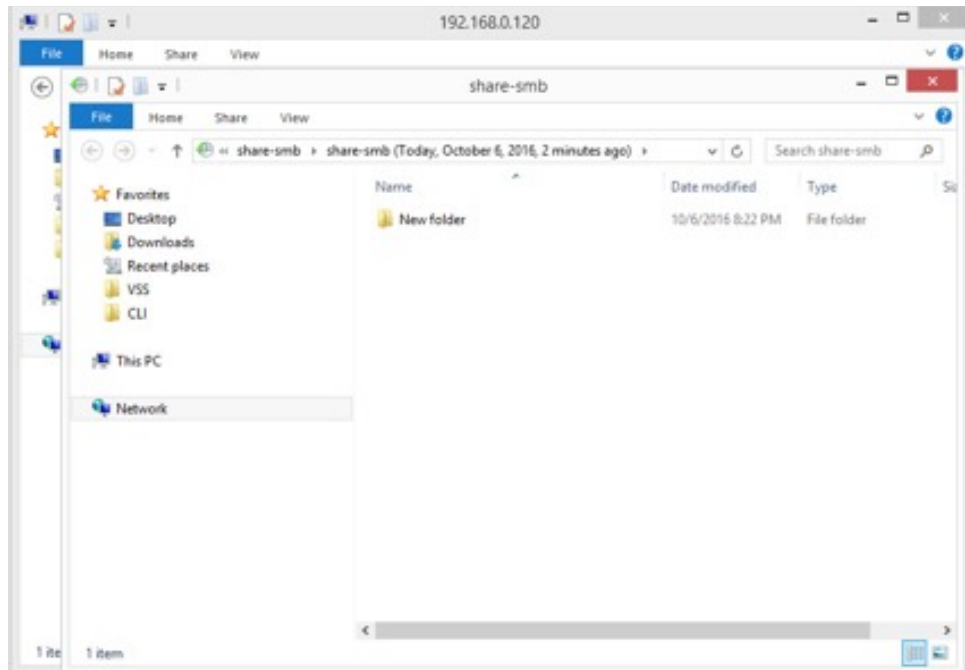 192.168.0.120
File Home Share View
share-smb
File Home Share View
« share-smb › share-smb (Today, October 6, 2016, 2 minutes ago) › Search share-smb
Name Date modified Type
Favorites
New folder 10/6/2016 8:22 PM File folder
Desktop
Downloads
Recent places
VSS
CLI
This PC
Network
1 ite 1 item